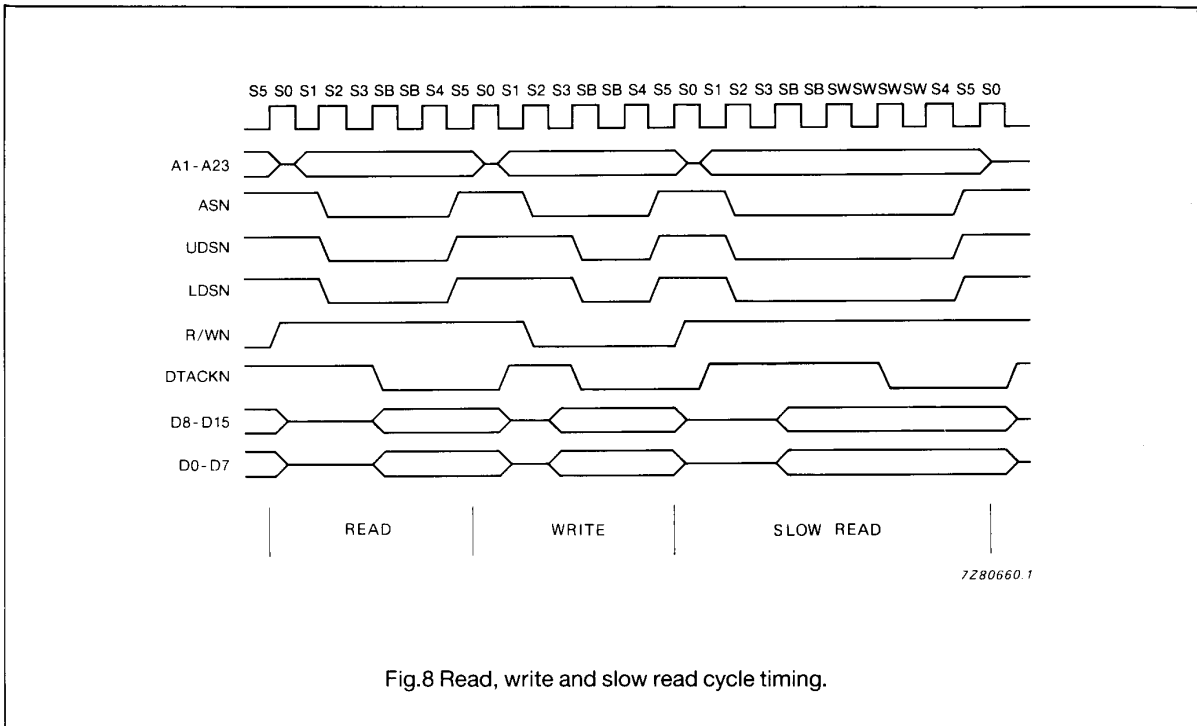 S5 S0 S1 S2 S3 SB SB S4 S5 S0 S1 S2 S3 SB SB S4 S5 S0 S1 S2 S3 SB SB SW SW SW SW S4 S5 S0
A1-A23
ASN
UDSN
LDSN
R/WN
DTACKN
D8-D15
D0-D7
READ WRITE SLOW READ
7Z80660.1
Fig.8 Read, write and slow read cycle timing.